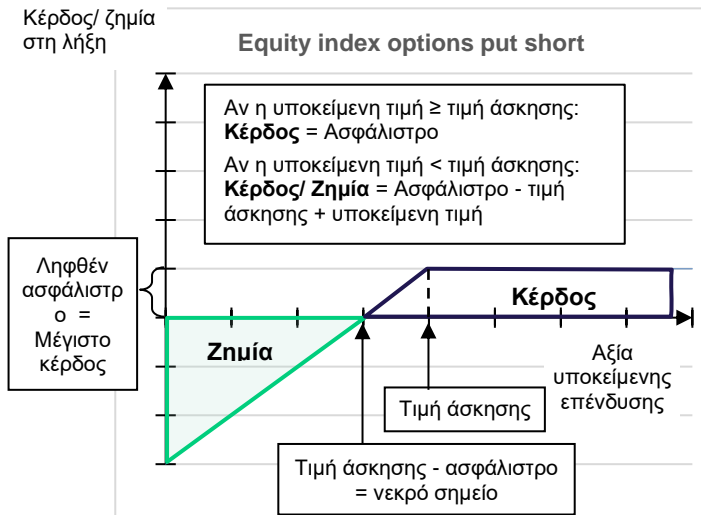 Κέρδος/ ζημία
στη λήξη
Equity index options put short
Αν η υποκείμενη τιμή ≥ τιμή άσκησης:
Κέρδος = Ασφάλιστρο
Αν η υποκείμενη τιμή < τιμή άσκησης:
Κέρδος/ Ζημία = Ασφάλιστρο - τιμή
άσκησης + υποκείμενη τιμή
Ληφθέν
ασφάλιστρ
ο =
Μέγιστο
κέρδος
Κέρδος
Ζημία
Αξία
υποκείμενης
επένδυσης
Τιμή άσκησης
Τιμή άσκησης - ασφάλιστρο
= νεκρό σημείο